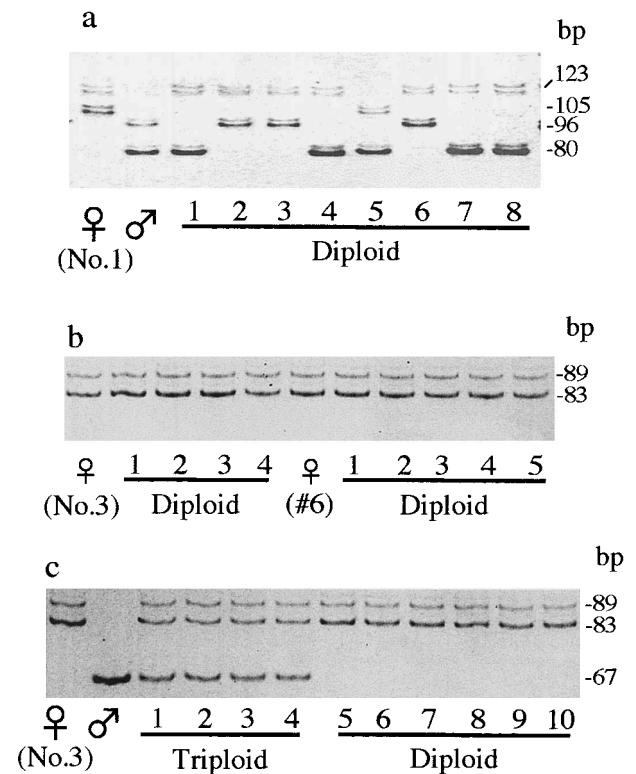 a
bp
123
-105
-96
-80
♀ ♂ 1 2 3 4 5 6 7 8
(No.1) Diploid
b
bp
-89
-83
♀ 1 2 3 4 ♀ 1 2 3 4 5
(No.3) Diploid (#6) Diploid
c
bp
-89
-83
-67
♀ ♂ 1 2 3 4 5 6 7 8 9 10
(No.3) Triploid Diploid